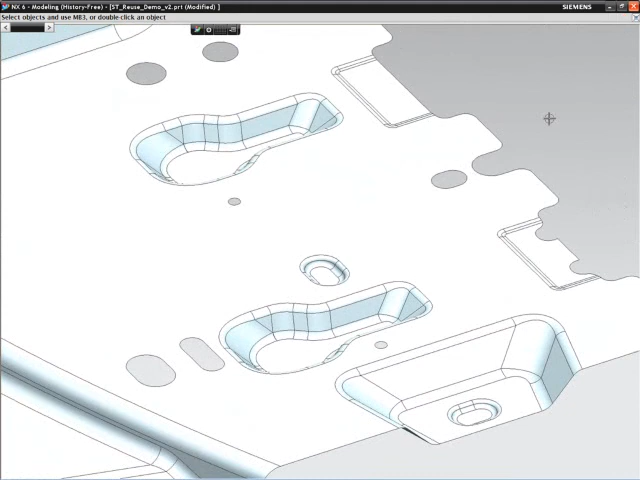 NX 6 - Modeling (History-Free) - [ST_Reuse_Demo_v2.prt (Modified) ]
SIEMENS
Select objects and use MB3, or double-click an object